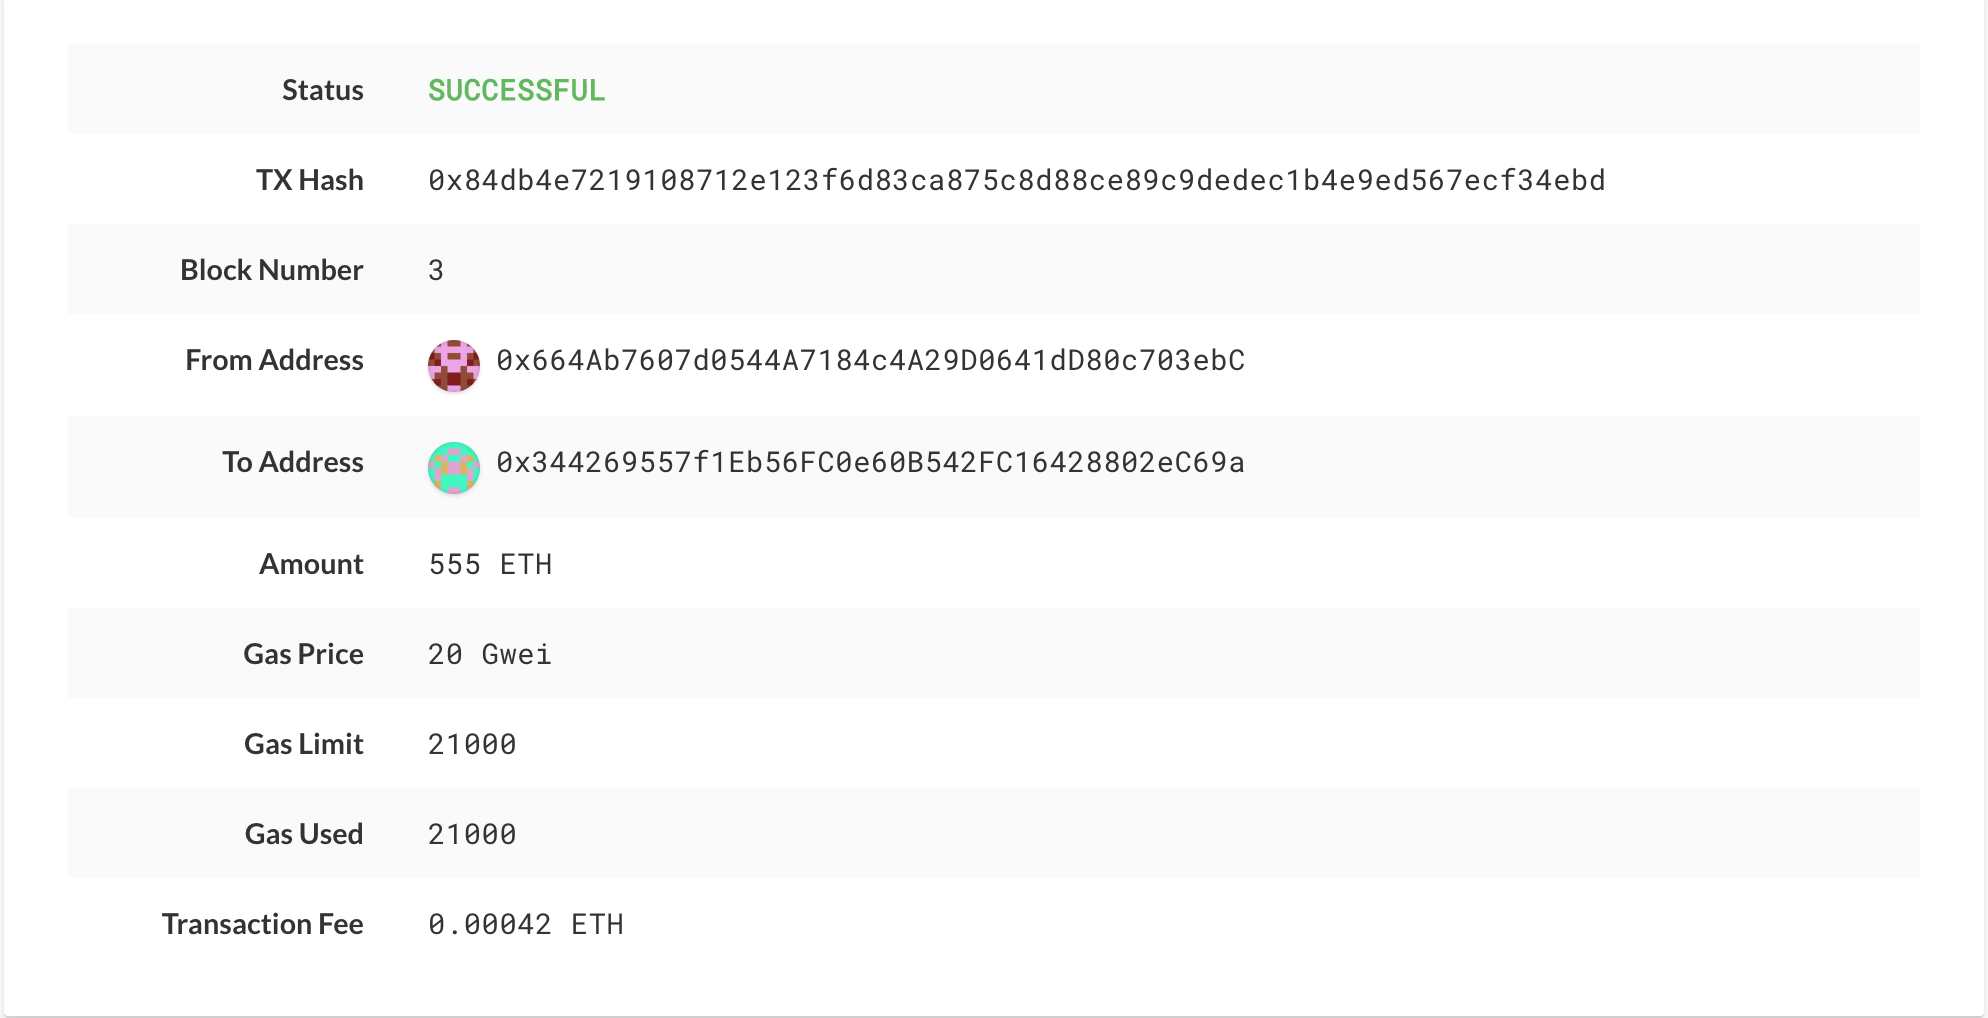 Status SUCCESSFUL
TX Hash 0x84db4e7219108712e123f6d83ca875c8d88ce89c9dedec1b4e9ed567ecf34ebd
Block Number 3
From Address 0x664Ab7607d0544A7184c4A29D0641dD80c703ebC
To Address 0x344269557f1Eb56FC0e60B542FC16428802eC69a
Amount 555 ETH
Gas Price 20 Gwei
Gas Limit 21000
Gas Used 21000
Transaction Fee 0.00042 ETH